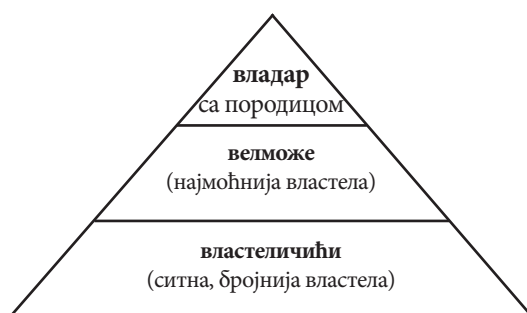 владар
са породицом
велможе
(најмоћнија властела)
властеличићи
(ситна, бројнија властела)